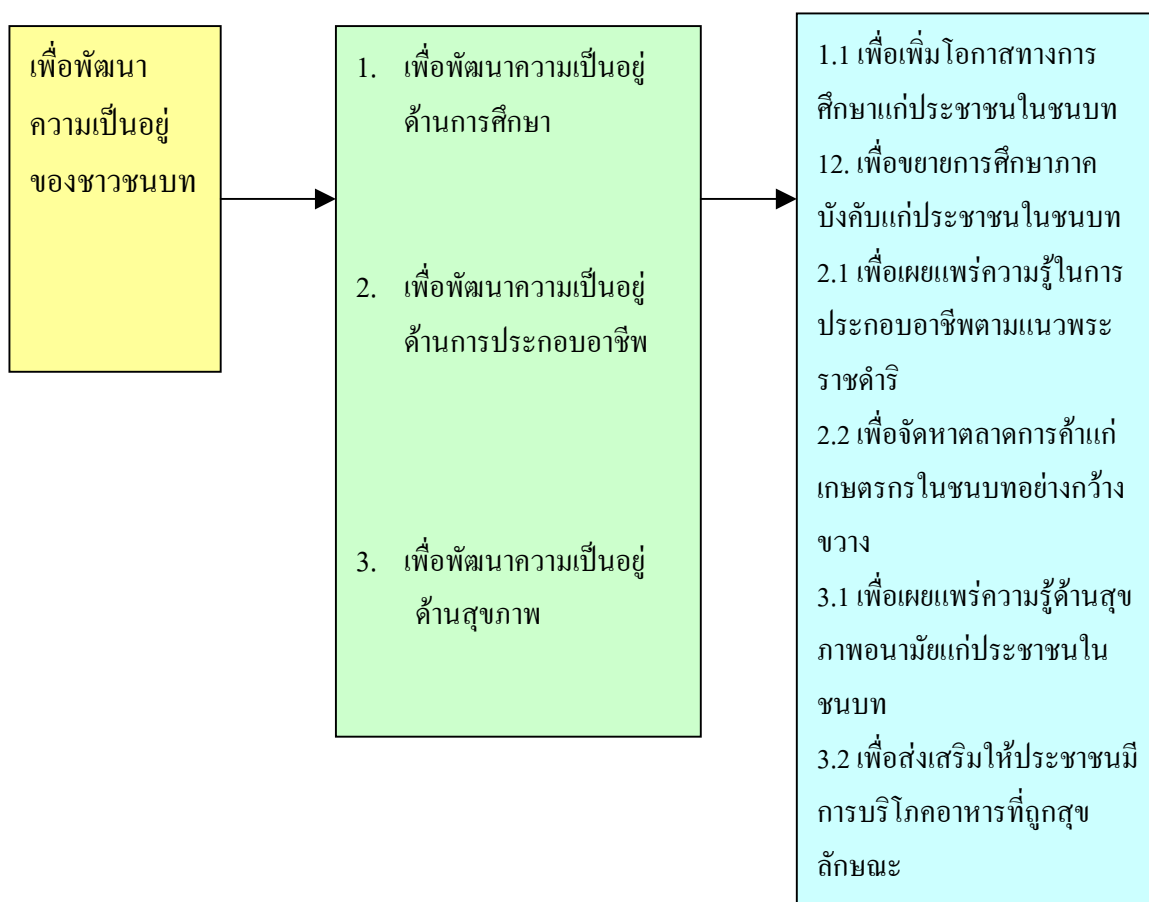 เพื่อพัฒนา
ความเป็นอยู่
ของชาวชนบท
1. เพื่อพัฒนาความเป็นอยู่
ด้านการศึกษา
2. เพื่อพัฒนาความเป็นอยู่
ด้านการประกอบอาชีพ
3. เพื่อพัฒนาความเป็นอยู่
ด้านสุขภาพ
1.1 เพื่อเพิ่มโอกาสทางการ
ศึกษาแก่ประชาชนในชนบท
12. เพื่อขยายการศึกษาภาค
บังคับแก่ประชาชนในชนบท
2.1 เพื่อเผยแพร่ความรู้ในการ
ประกอบอาชีพตามแนวพระ
ราชดำริ
2.2 เพื่อจัดหาตลาดการค้าแก่
เกษตรกรในชนบทอย่างกว้าง
ขวาง
3.1 เพื่อเผยแพร่ความรู้ด้านสุข
ภาพอนามัยแก่ประชาชนใน
ชนบท
3.2 เพื่อส่งเสริมให้ประชาชนมี
การบริโภคอาหารที่ถูกสุข
ลักษณะ